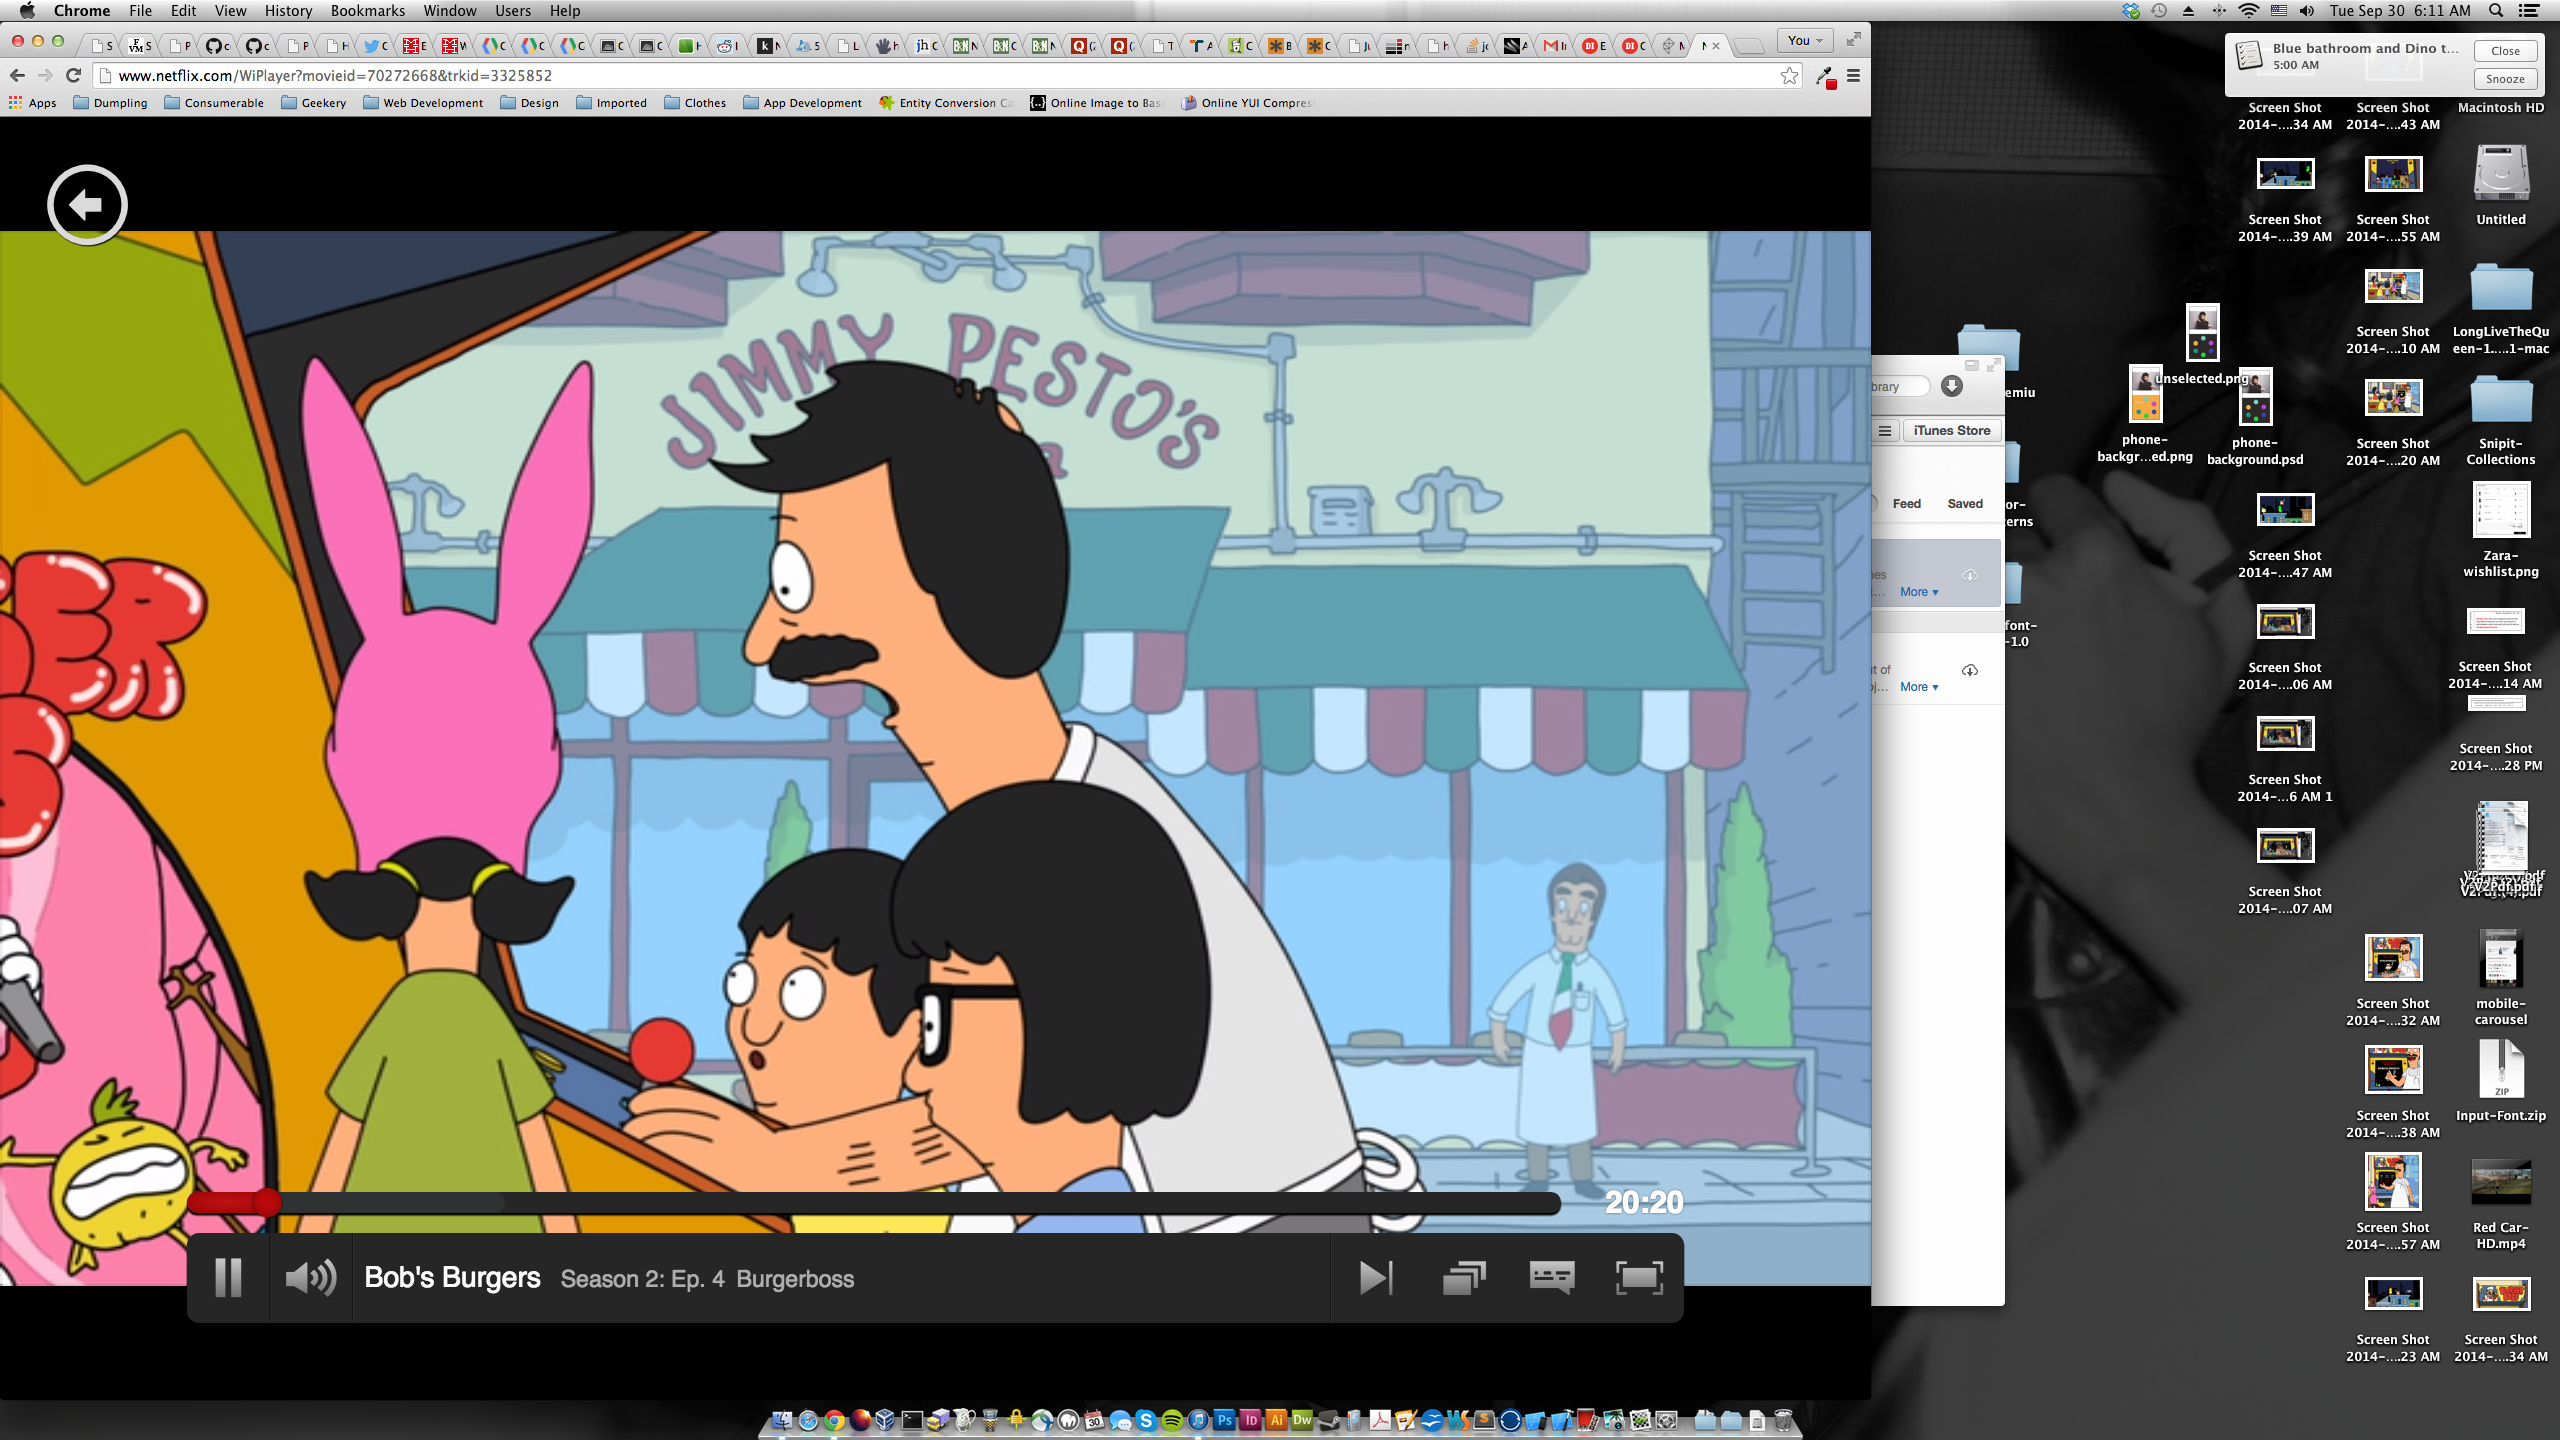 Chrome File Edit View History Bookmarks Window Users Help
Tue Sep 30 6:11 AM
You
www.netflix.com/WiPlayer?movieid=70272668&trkid=3325852
Apps Dumpling Consumerable Geekery Web Development Design Imported Clothes App Development Entity Conversion Ca Online Image to Bas Online YUI Compres
Blue bathroom and Dino t...
5:00 AM
Close
Snooze
JIMMY PESTO'S
20:20
Bob's Burgers Season 2: Ep. 4 Burgerboss
brary
iTunes Store
Feed Saved
More
More
emiu
unselected.png
phone-
backgr...ed.png
phone-
background.psd
Screen Shot
2014-....34 AM
Screen Shot
2014-....43 AM
Macintosh HD
Screen Shot
2014-....39 AM
Screen Shot
2014-....55 AM
Untitled
Screen Shot
2014-....10 AM
LongLiveTheQu
een-1....1-mac
Screen Shot
2014-....20 AM
Snipit-
Collections
Screen Shot
2014-....47 AM
Zara-
wishlist.png
Screen Shot
2014-....06 AM
Screen Shot
2014-....14 AM
Screen Shot
2014-...6 AM 1
Screen Shot
2014-....28 PM
Screen Shot
2014-....07 AM
Screen Shot
2014-....32 AM
mobile-
carousel
Screen Shot
2014-....38 AM
ZIP
Input-Font.zip
Screen Shot
2014-....57 AM
Red Car-
HD.mp4
Screen Shot
2014-....23 AM
Screen Shot
2014-....34 AM